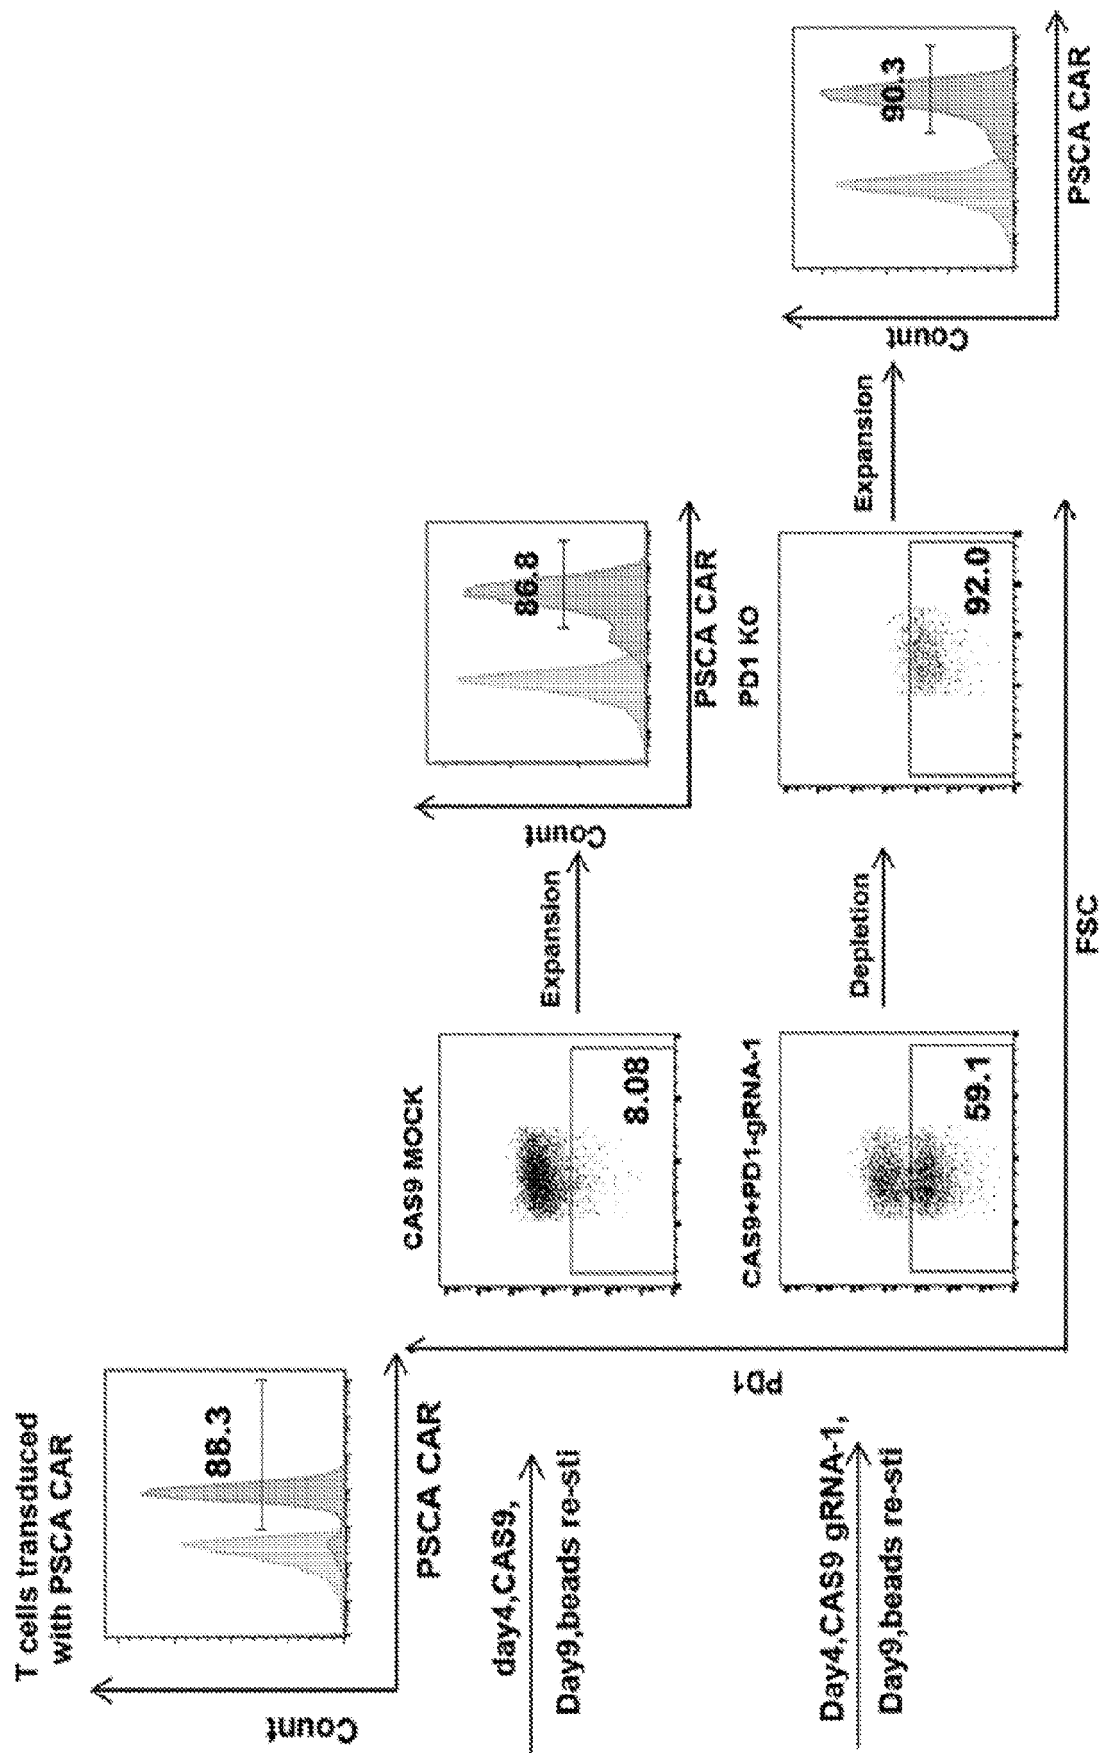 T cells transduced
with PSCA CAR
88.3
Count
PSCA CAR
day4,CAS9,
Day9,beads re-sti
CAS9 MOCK
8.08
Expansion
86.8
Count
PSCA CAR
Day4,CAS9 gRNA-1,
Day9,beads re-sti
PD1
CAS9+PD1-gRNA-1
59.1
Depletion
PD1 KO
92.0
FSC
Expansion
90.3
Count
PSCA CAR